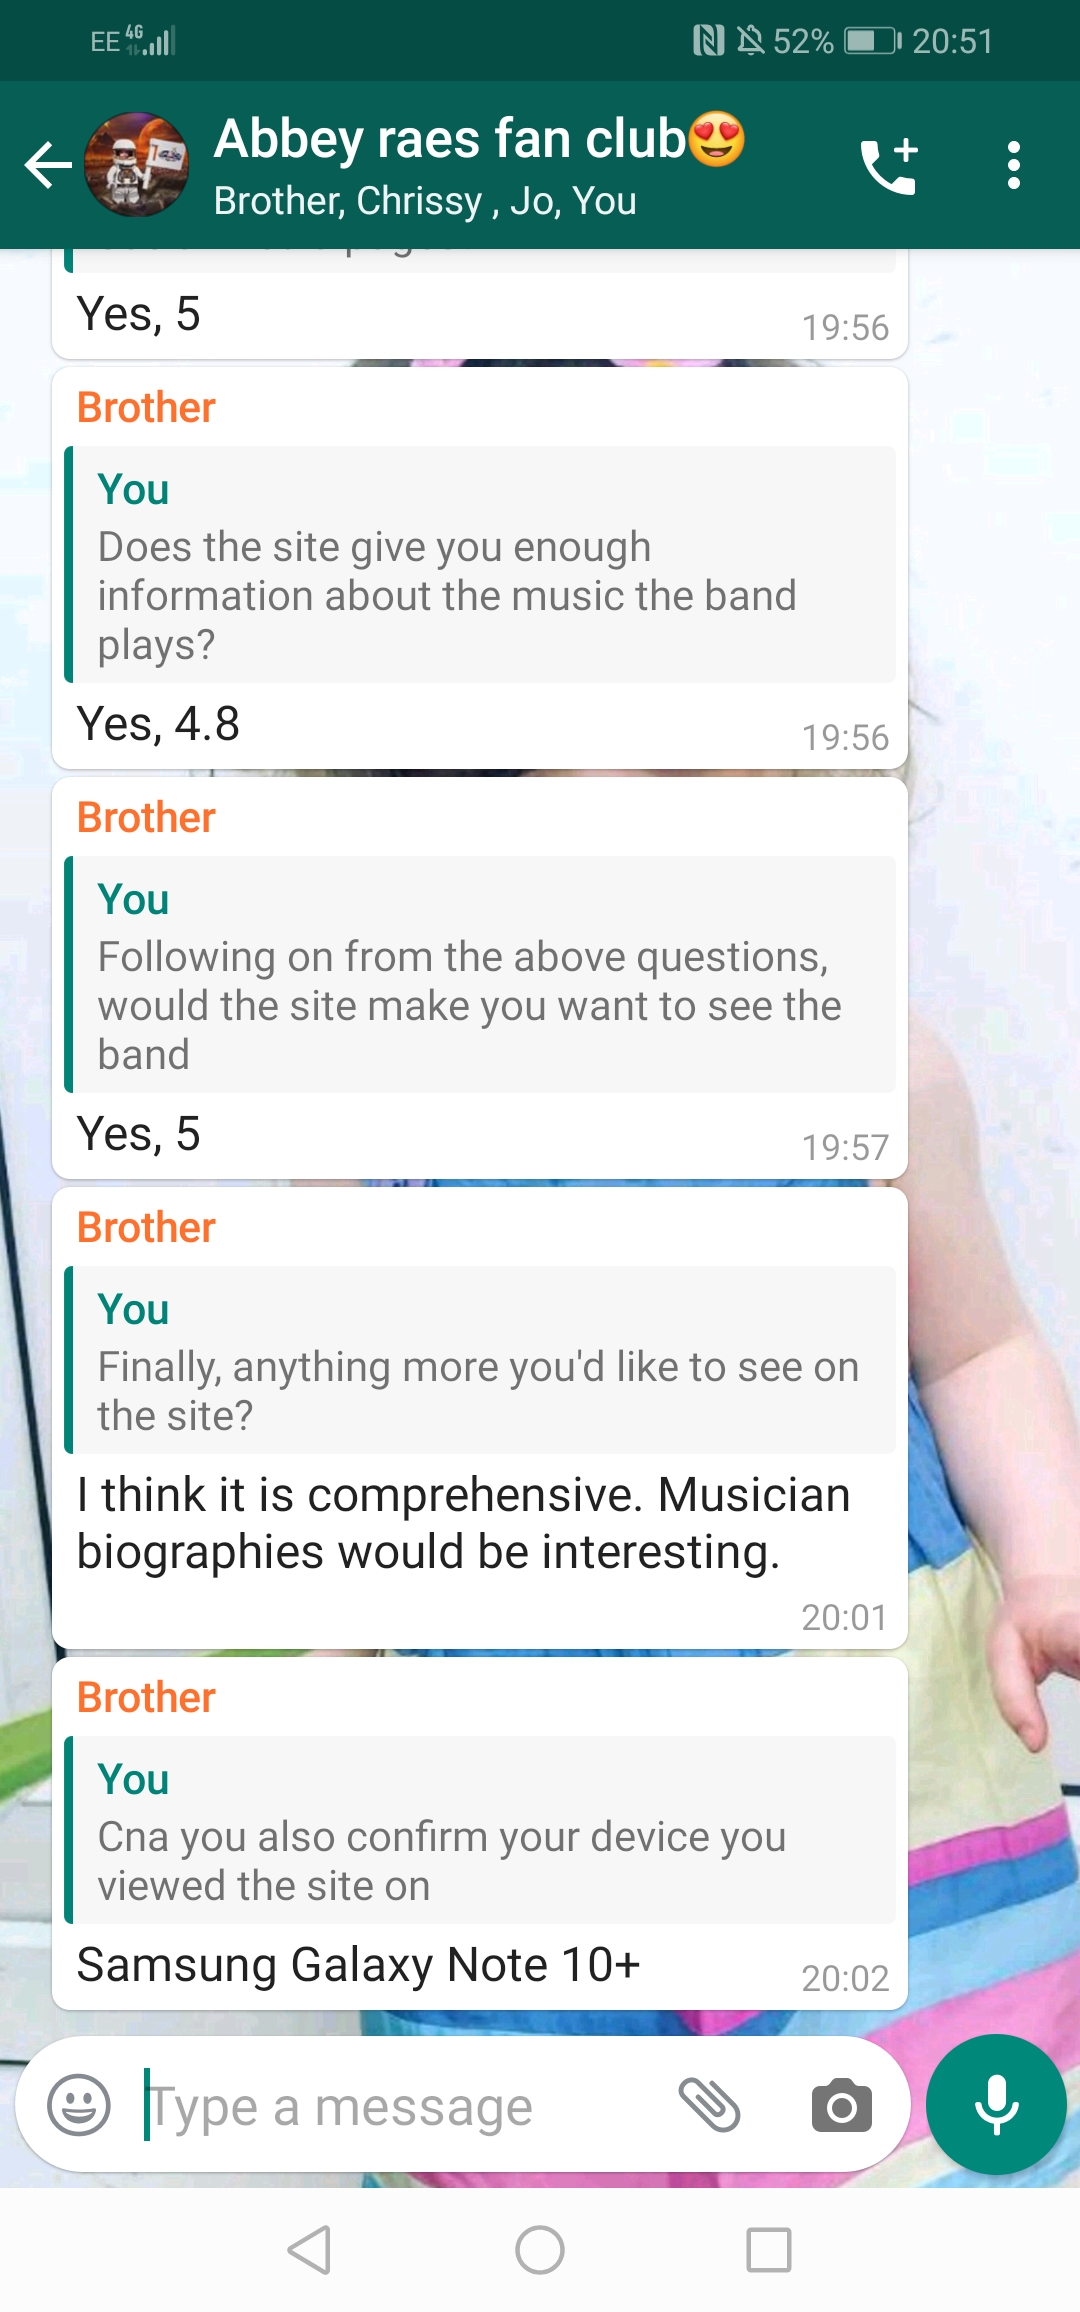 EE 4G 52% 20:51
Abbey raes fan club😍
Brother, Chrissy , Jo, You
Yes, 5
19:56
Brother
You
Does the site give you enough
information about the music the band
plays?
Yes, 4.8
19:56
Brother
You
Following on from the above questions,
would the site make you want to see the
band
Yes, 5
19:57
Brother
You
Finally, anything more you'd like to see on
the site?
I think it is comprehensive. Musician
biographies would be interesting.
20:01
Brother
You
Cna you also confirm your device you
viewed the site on
Samsung Galaxy Note 10+
20:02
Type a message